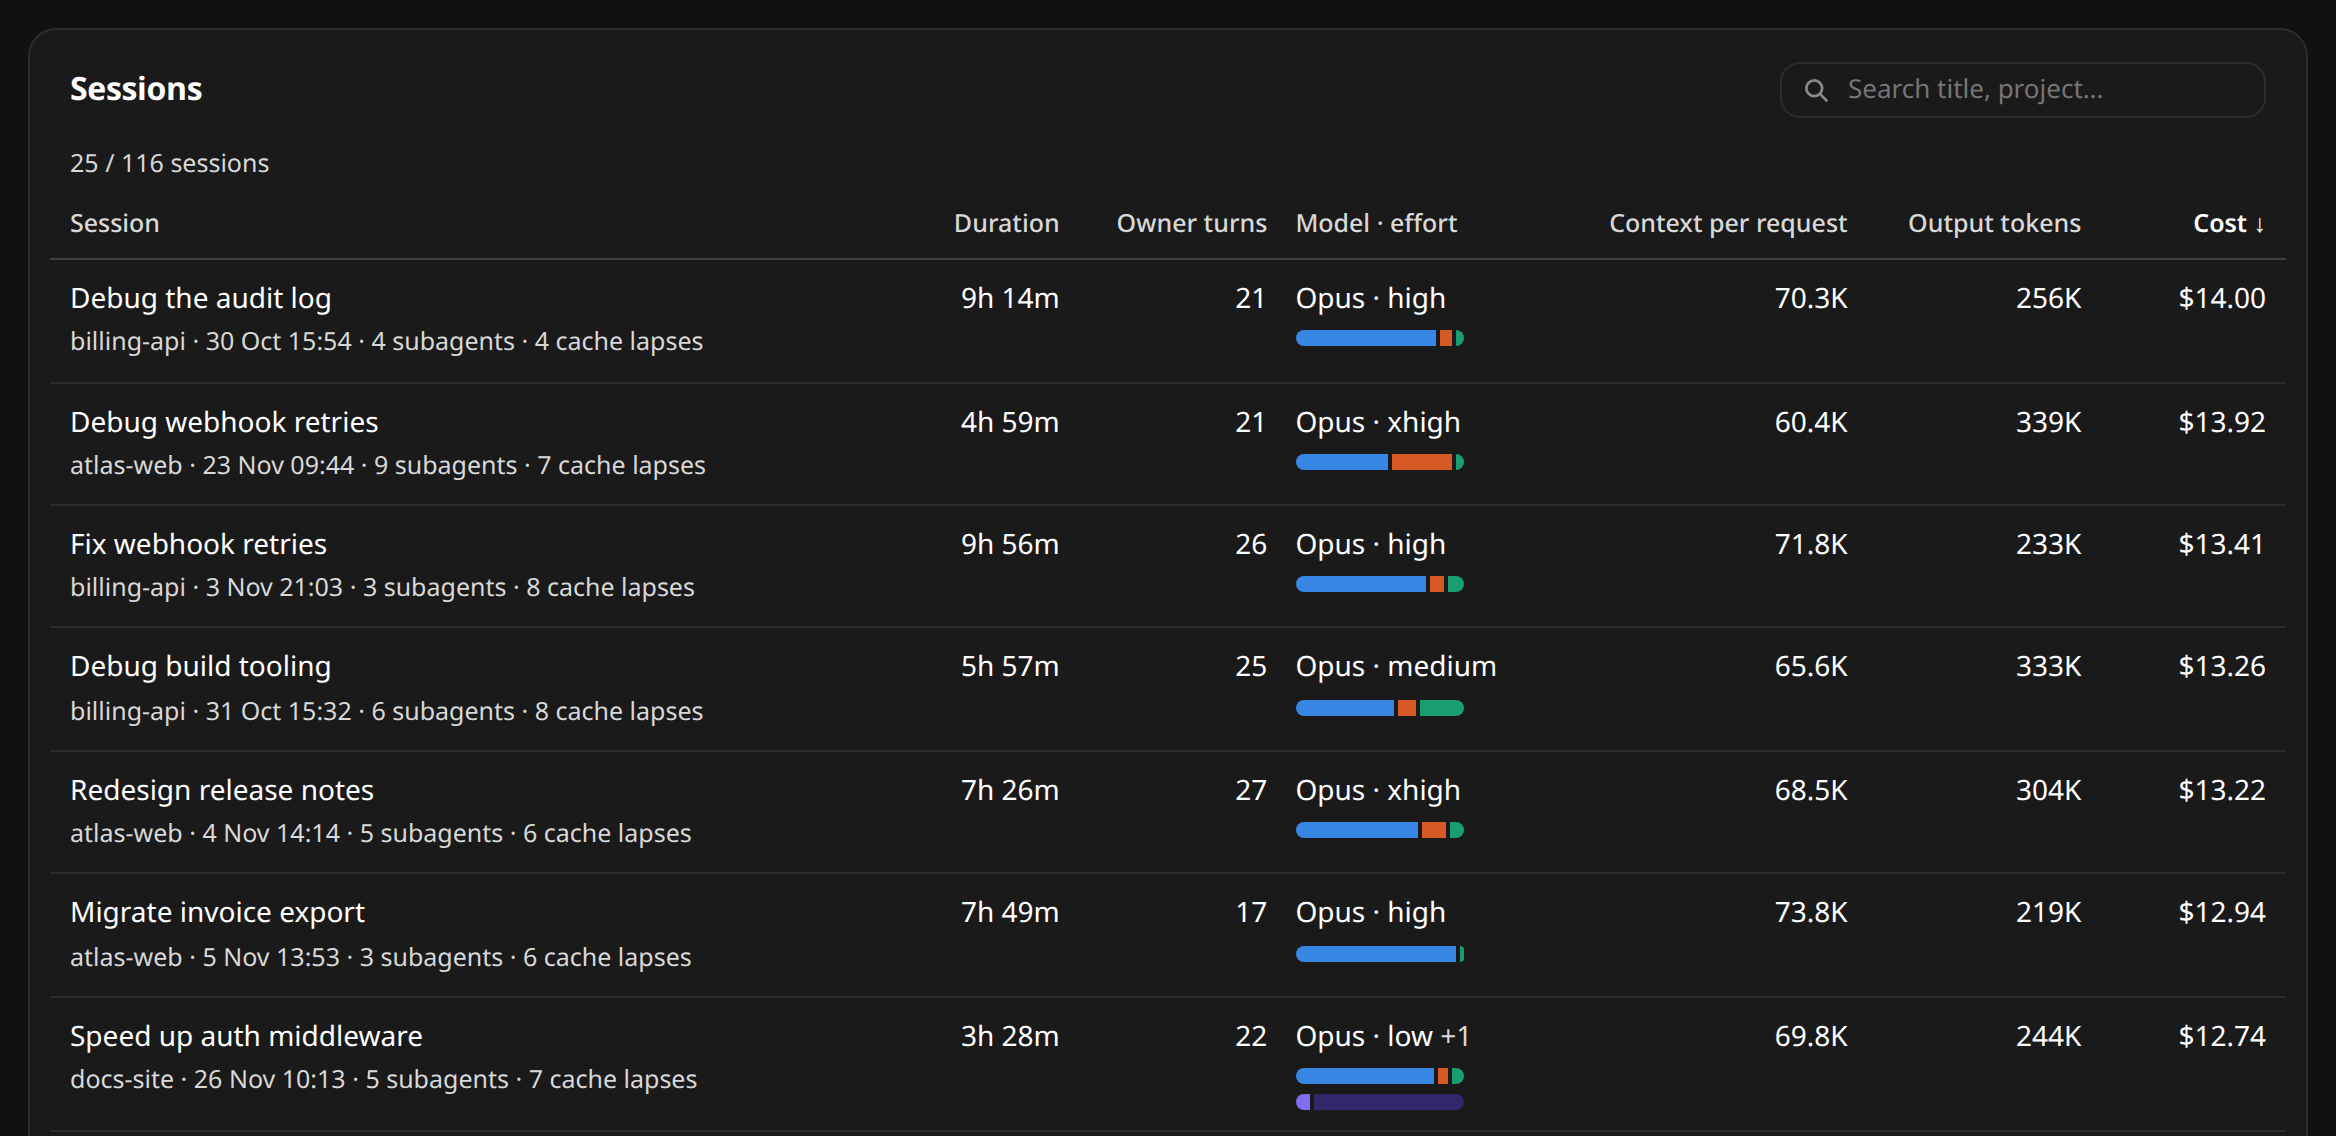 Sessions
Search title, project...
25 / 116 sessions
Session Duration Owner turns Model · effort Context per request Output tokens Cost ↓
Debug the audit log 9h 14m 21 Opus · high 70.3K 256K $14.00
billing-api · 30 Oct 15:54 · 4 subagents · 4 cache lapses
Debug webhook retries 4h 59m 21 Opus · xhigh 60.4K 339K $13.92
atlas-web · 23 Nov 09:44 · 9 subagents · 7 cache lapses
Fix webhook retries 9h 56m 26 Opus · high 71.8K 233K $13.41
billing-api · 3 Nov 21:03 · 3 subagents · 8 cache lapses
Debug build tooling 5h 57m 25 Opus · medium 65.6K 333K $13.26
billing-api · 31 Oct 15:32 · 6 subagents · 8 cache lapses
Redesign release notes 7h 26m 27 Opus · xhigh 68.5K 304K $13.22
atlas-web · 4 Nov 14:14 · 5 subagents · 6 cache lapses
Migrate invoice export 7h 49m 17 Opus · high 73.8K 219K $12.94
atlas-web · 5 Nov 13:53 · 3 subagents · 6 cache lapses
Speed up auth middleware 3h 28m 22 Opus · low +1 69.8K 244K $12.74
docs-site · 26 Nov 10:13 · 5 subagents · 7 cache lapses